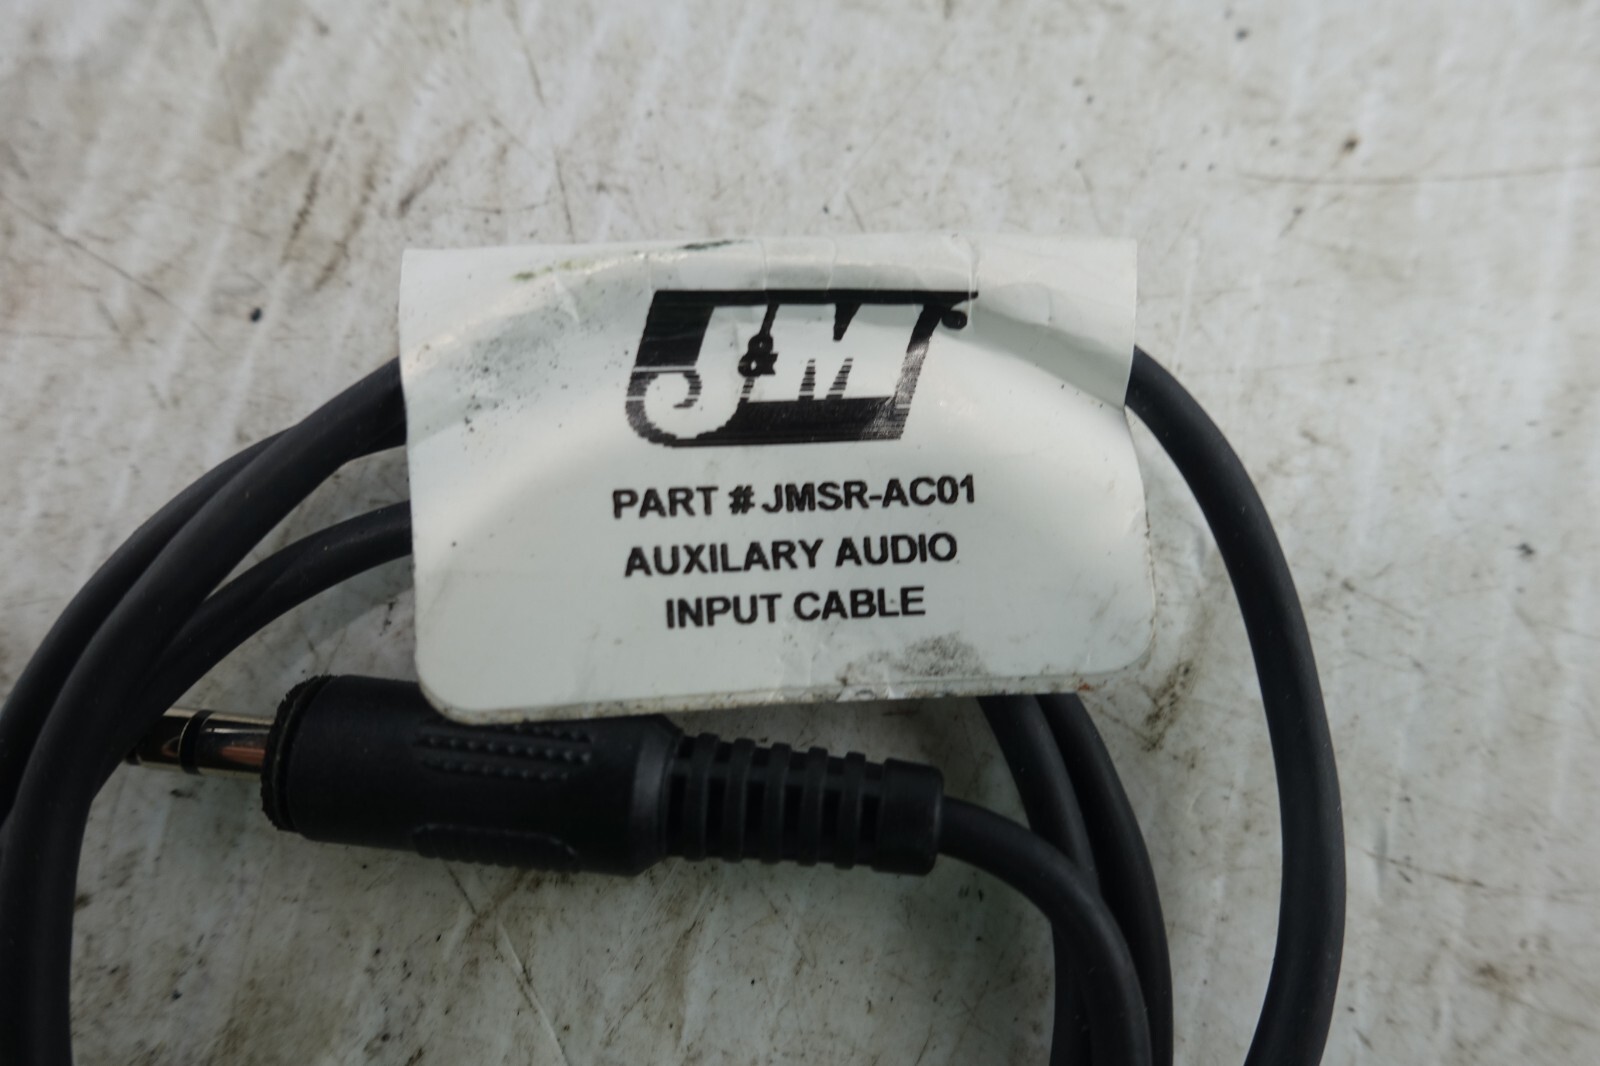 J&M
PART # JMSR-AC01
AUXILARY AUDIO
INPUT CABLE